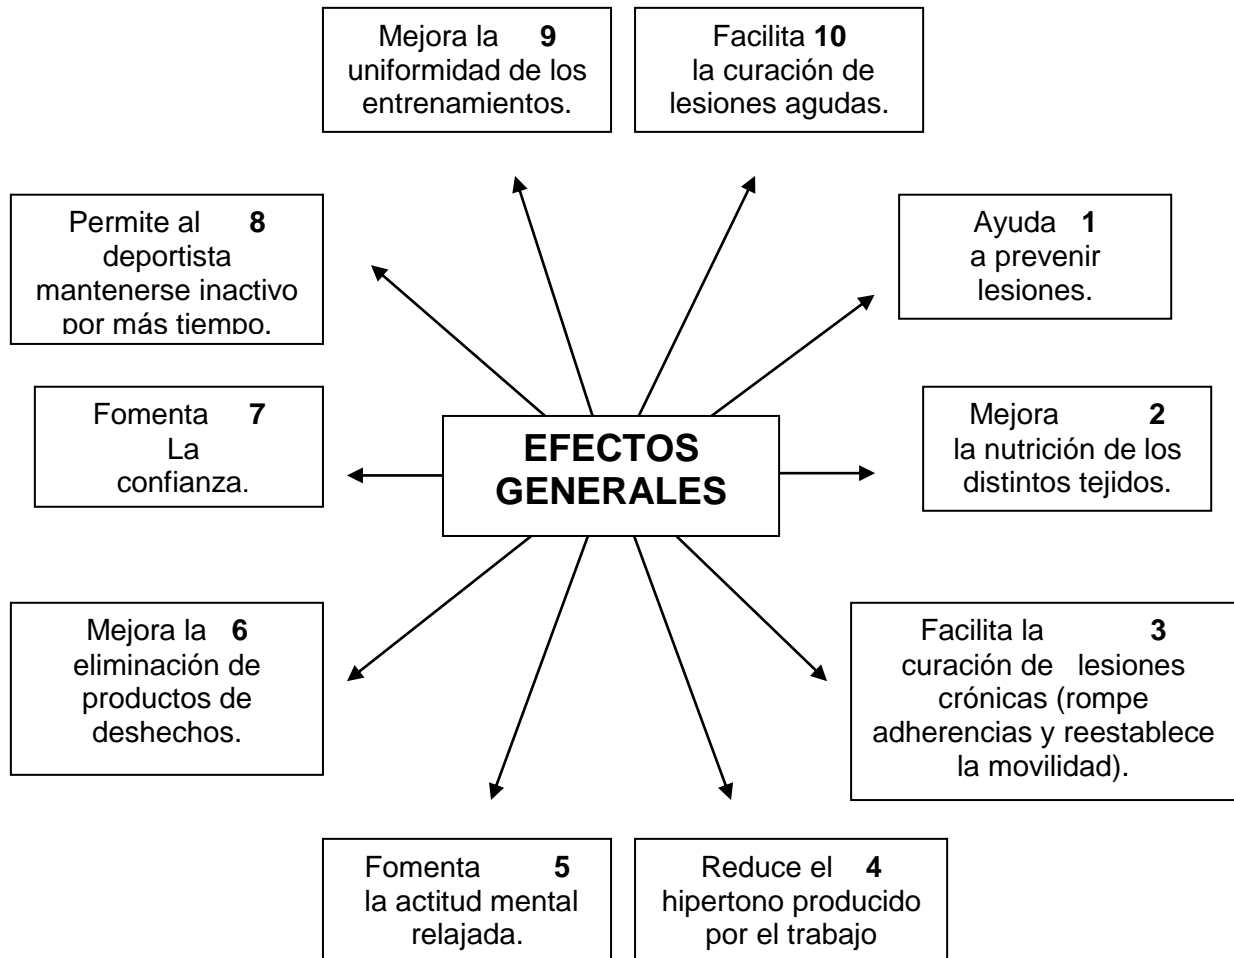 Mejora la 9
uniformidad de los
entrenamientos.
Facilita 10
la curación de
lesiones agudas.
Permite al 8
deportista
mantenerse inactivo
por más tiempo.
Ayuda 1
a prevenir
lesiones.
Fomenta 7
La
confianza.
EFECTOS
GENERALES
Mejora 2
la nutrición de los
distintos tejidos.
Mejora la 6
eliminación de
productos de
deshechos.
Facilita la 3
curación de lesiones
crónicas (rompe
adherencias y reestablece
la movilidad).
Fomenta 5
la actitud mental
relajada.
Reduce el 4
hipertono producido
por el trabajo